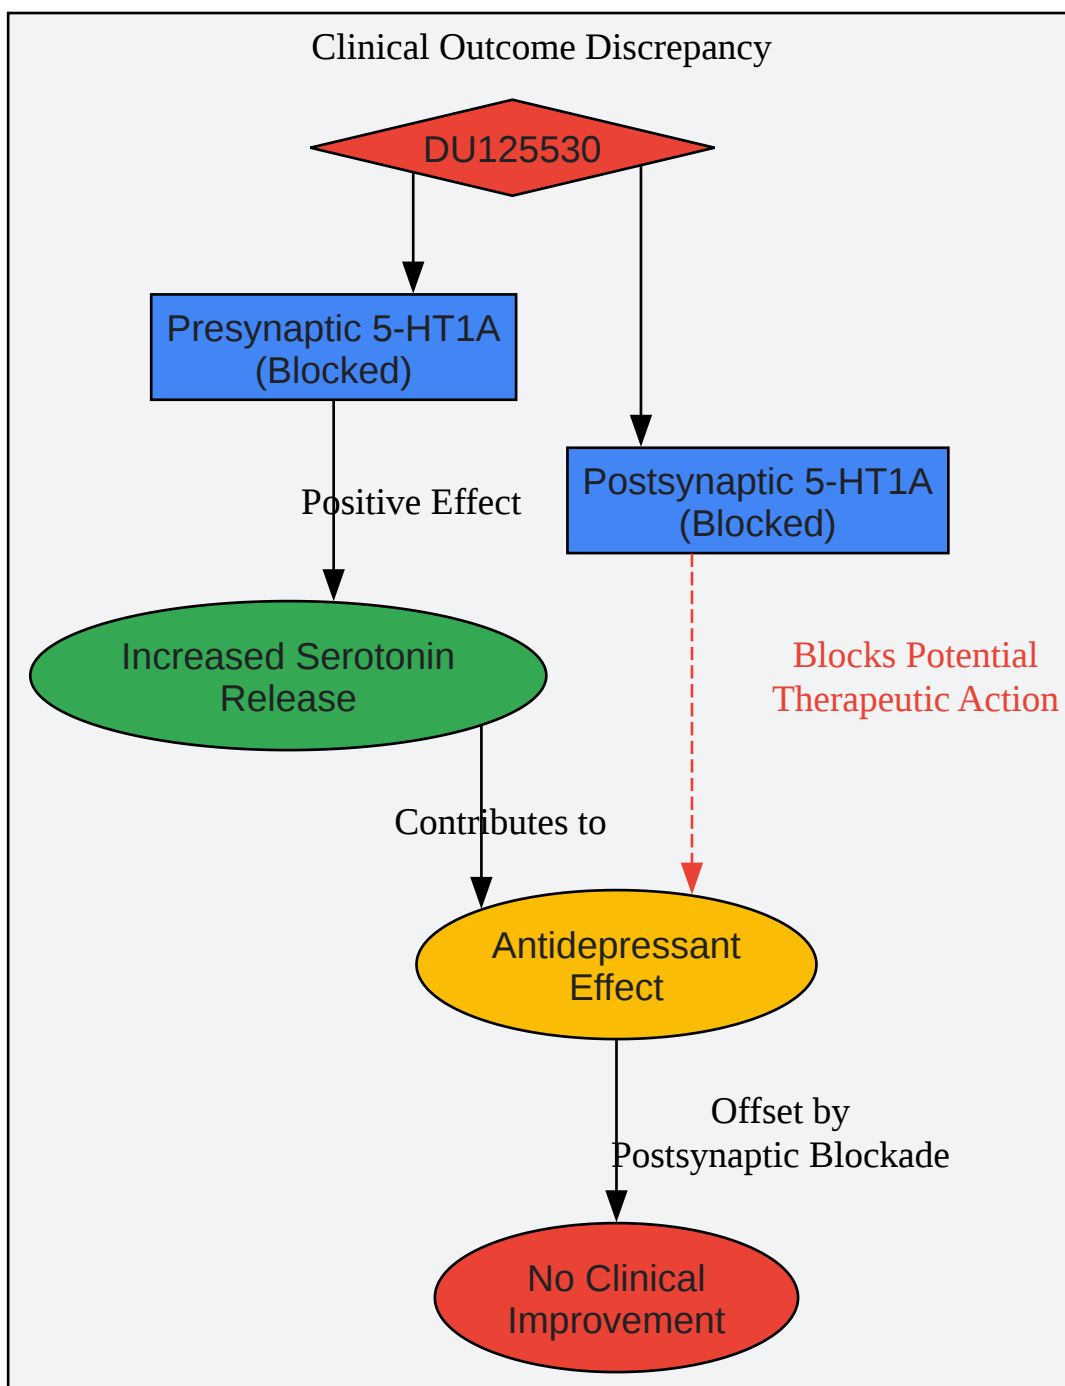 Clinical Outcome Discrepancy
DU125530
Presynaptic 5-HT1A
(Blocked)
Postsynaptic 5-HT1A
(Blocked)
Positive Effect
Increased Serotonin
Release
Blocks Potential
Therapeutic Action
Contributes to
Antidepressant
Effect
Offset by
Postsynaptic Blockade
No Clinical
Improvement